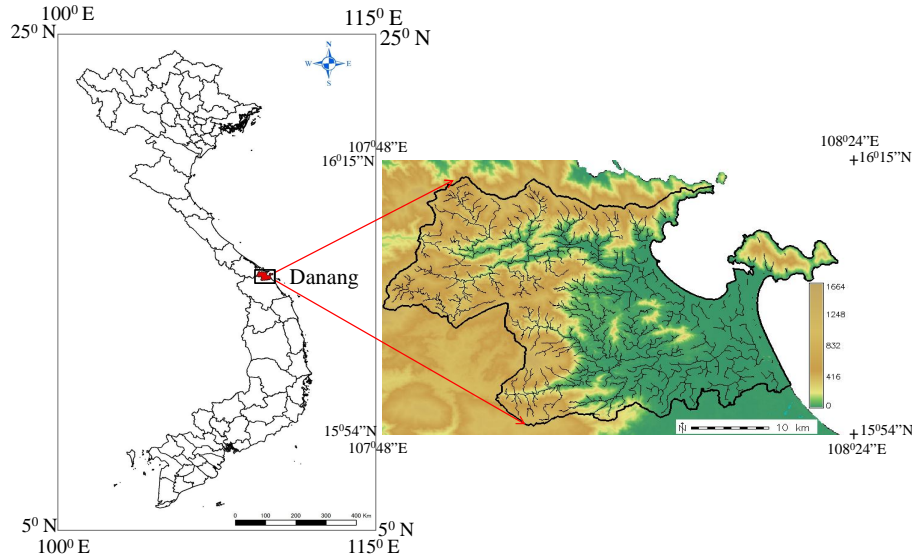 100⁰ E
115⁰ E
25⁰ N
25⁰ N
N
W E
S
107⁰48”E
16⁰15”N
108⁰24”E
+16⁰15”N
Danang
1664
1248
832
416
0
N
10 km
15⁰54”N
107⁰48”E
+15⁰54”N
108⁰24”E
0 100 200 300 400 Km
5⁰ N
5⁰ N
100⁰ E
115⁰ E